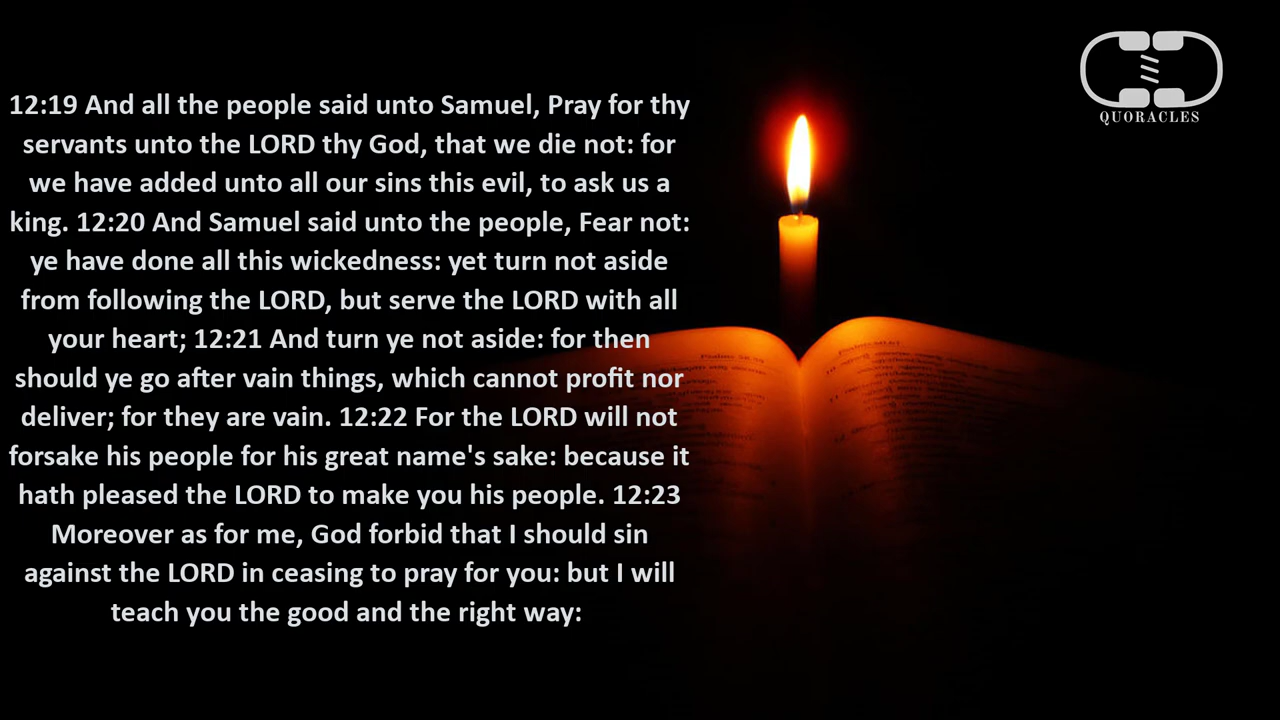 12:19 And all the people said unto Samuel, Pray for thy
servants unto the LORD thy God, that we die not: for
we have added unto all our sins this evil, to ask us a
king. 12:20 And Samuel said unto the people, Fear not:
ye have done all this wickedness: yet turn not aside
from following the LORD, but serve the LORD with all
your heart; 12:21 And turn ye not aside: for then
should ye go after vain things, which cannot profit nor
deliver; for they are vain. 12:22 For the LORD will not
forsake his people for his great name's sake: because it
hath pleased the LORD to make you his people. 12:23
Moreover as for me, God forbid that I should sin
against the LORD in ceasing to pray for you: but I will
teach you the good and the right way:
QUORACLES